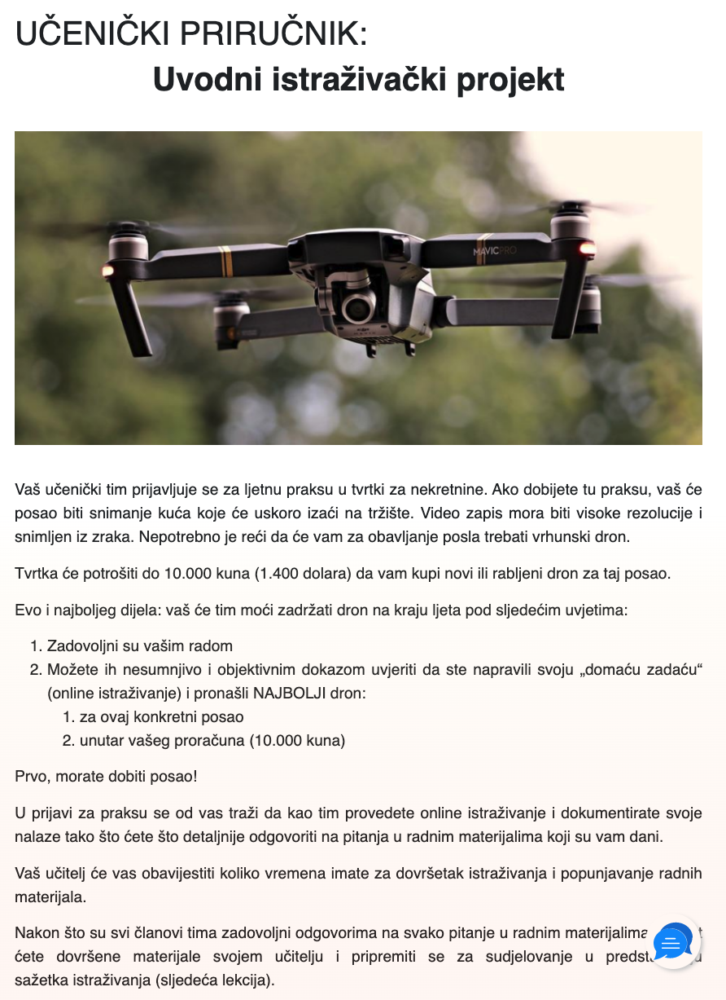 UČENIČKI PRIRUČNIK:
Uvodni istraživački projekt
MAVICPRO
Vaš učenički tim prijavljuje se za ljetnu praksu u tvrtki za nekretnine. Ako dobijete tu praksu, vaš će
posao biti snimanje kuća koje će uskoro izaći na tržište. Video zapis mora biti visoke rezolucije i
snimljen iz zraka. Nepotrebno je reći da će vam za obavljanje posla trebati vrhunski dron.
Tvrtka će potrošiti do 10.000 kuna (1.400 dolara) da vam kupi novi ili rabljeni dron za taj posao.
Evo i najboljeg dijela: vaš će tim moći zadržati dron na kraju ljeta pod sljedećim uvjetima:
1. Zadovoljni su vašim radom
2. Možete ih nesumnjivo i objektivnim dokazom uvjeriti da ste napravili svoju „domaću zadaću“
(online istraživanje) i pronašli NAJBOLJI dron:
1. za ovaj konkretni posao
2. unutar vašeg proračuna (10.000 kuna)
Prvo, morate dobiti posao!
U prijavi za praksu se od vas traži da kao tim provedete online istraživanje i dokumentirate svoje
nalaze tako što ćete što detaljnije odgovoriti na pitanja u radnim materijalima koji su vam dani.
Vaš učitelj će vas obavijestiti koliko vremena imate za dovršetak istraživanja i popunjavanje radnih
materijala.
Nakon što su svi članovi tima zadovoljni odgovorima na svako pitanje u radnim materijalima
ćete dovršene materijale svojem učitelju i pripremiti se za sudjelovanje u
sažetka istraživanja (sljedeća lekcija).